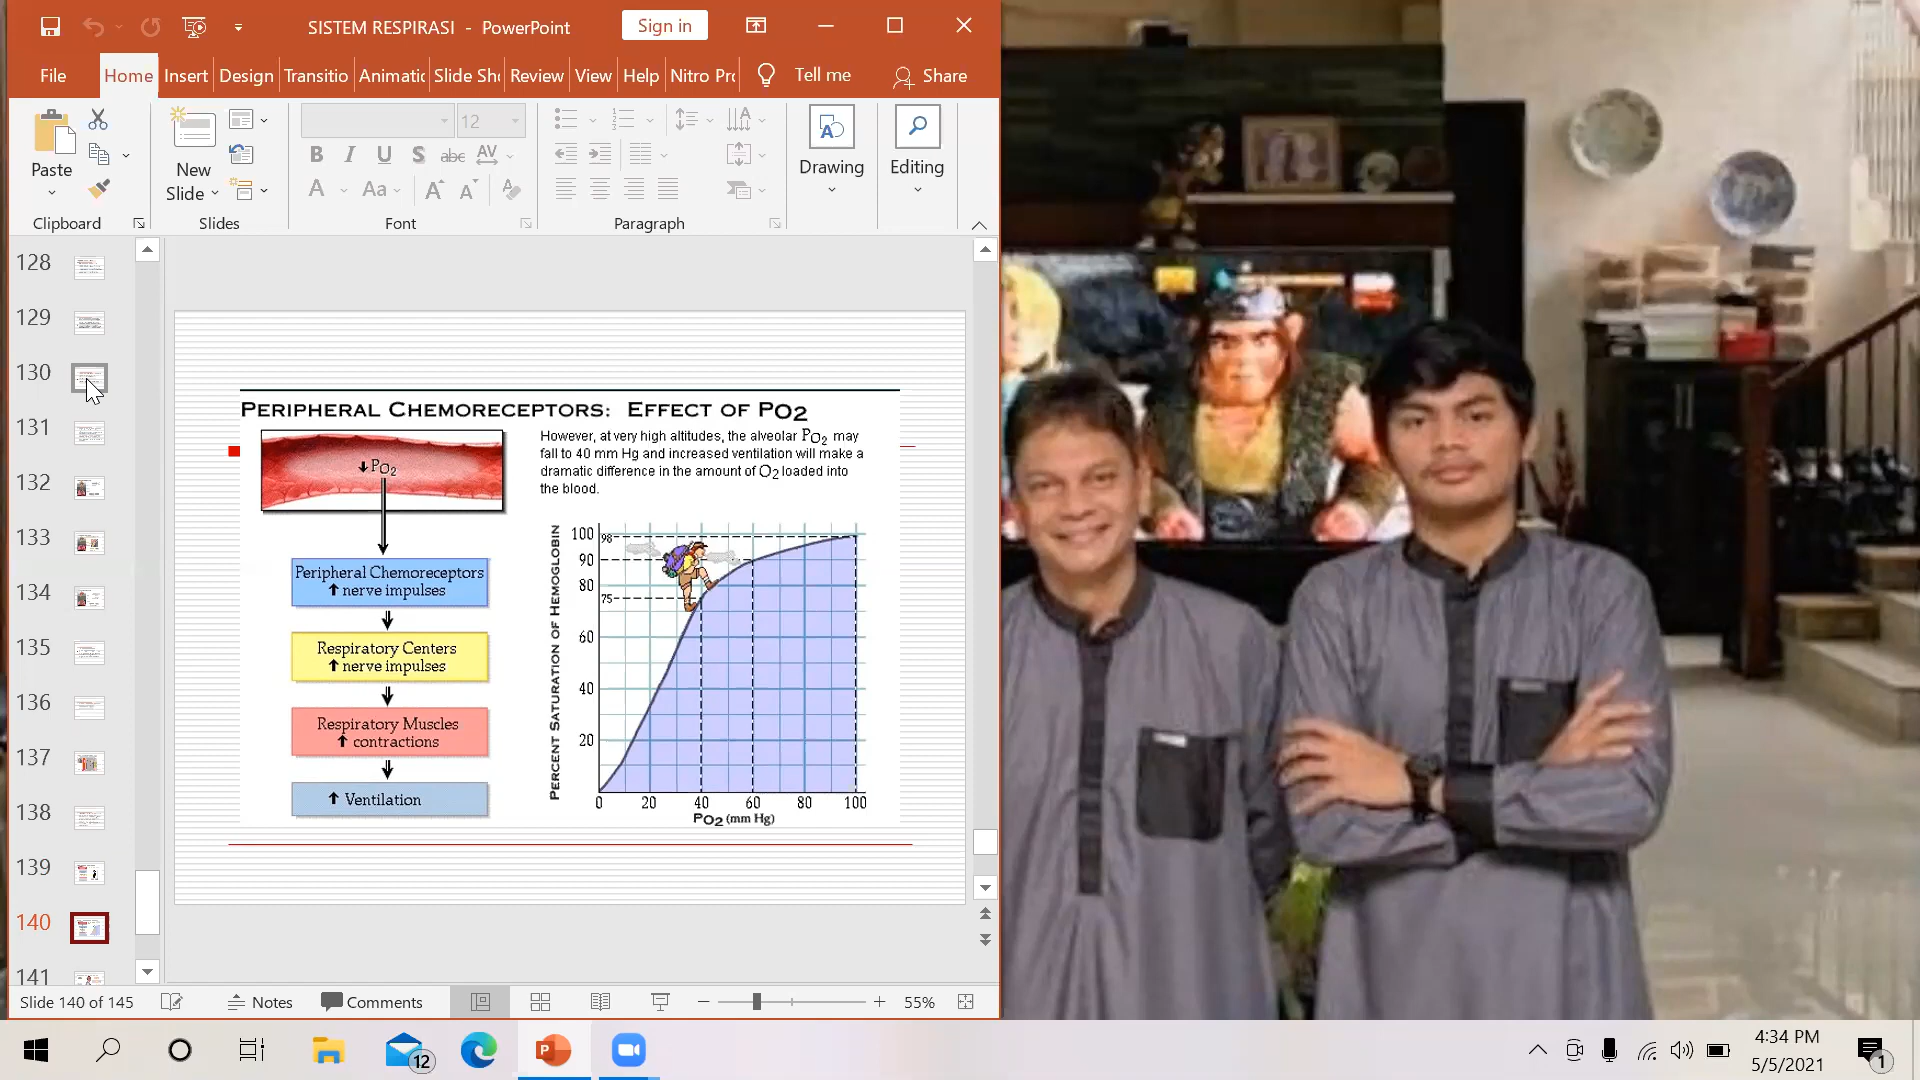 SISTEM RESPIRASI - PowerPoint
Sign in
File Home Insert Design Transitio Animatic Slide Sh Review View Help Nitro Pr Tell me Share
Paste
New
Slide
12
B I U S abc AV
A Aa A A
Drawing
Editing
Clipboard Slides Font Paragraph
128
129
130
131
132
133
134
135
136
137
138
139
140
141
PERIPHERAL CHEMORECEPTORS: EFFECT OF PO2
↓ PO2
However, at very high altitudes, the alveolar PO2 may
fall to 40 mm Hg and increased ventilation will make a
dramatic difference in the amount of O2 loaded into
the blood.
Peripheral Chemoreceptors
↑ nerve impulses
Respiratory Centers
↑ nerve impulses
Respiratory Muscles
↑ contractions
↑ Ventilation
PERCENT SATURATION OF HEMOGLOBIN
100
98
90
80
75
60
40
20
0 20 40 60 80 100
PO2 (mm Hg)
Slide 140 of 145 Notes Comments 55%
12
P
4:34 PM
5/5/2021
1